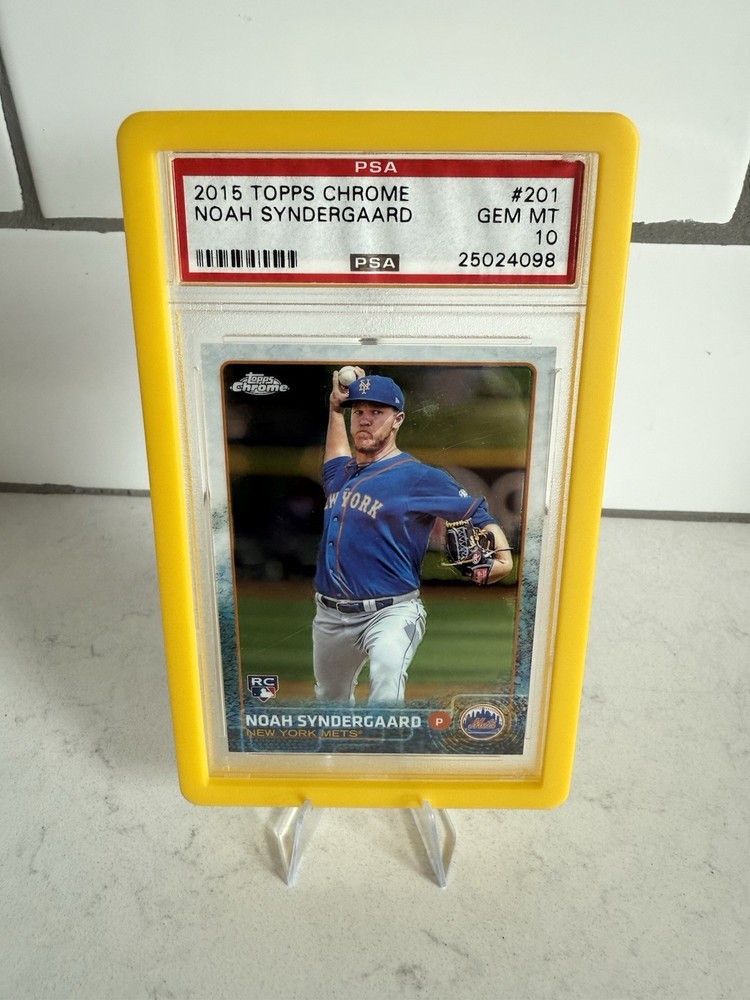 PSA
2015 TOPPS CHROME #201
NOAH SYNDERGAARD GEM MT
10
PSA 25024098
Topps
Chrome
NY
W YORK
RC
NOAH SYNDERGAARD P
NEW YORK METS
Mets